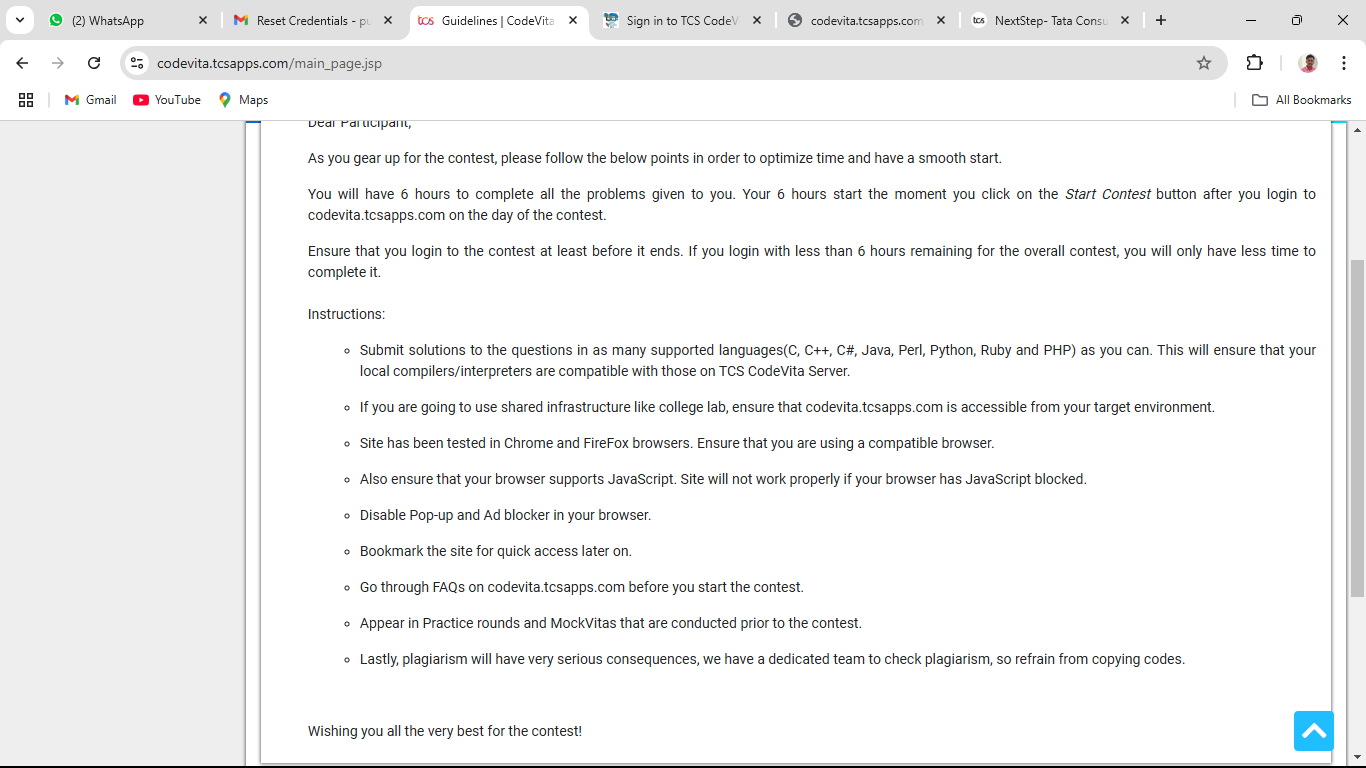 (2) WhatsApp
Reset Credentials - pu
tcs Guidelines | CodeVita
Sign in to TCS CodeV
codevita.tcsapps.com
tcs NextStep- Tata Consu
codevita.tcsapps.com/main_page.jsp
Gmail
YouTube
Maps
All Bookmarks
Dear Participant,
As you gear up for the contest, please follow the below points in order to optimize time and have a smooth start.
You will have 6 hours to complete all the problems given to you. Your 6 hours start the moment you click on the Start Contest button after you login to
codevita.tcsapps.com on the day of the contest.
Ensure that you login to the contest at least before it ends. If you login with less than 6 hours remaining for the overall contest, you will only have less time to
complete it.
Instructions:
Submit solutions to the questions in as many supported languages(C, C++, C#, Java, Perl, Python, Ruby and PHP) as you can. This will ensure that your
local compilers/interpreters are compatible with those on TCS CodeVita Server.
If you are going to use shared infrastructure like college lab, ensure that codevita.tcsapps.com is accessible from your target environment.
Site has been tested in Chrome and FireFox browsers. Ensure that you are using a compatible browser.
Also ensure that your browser supports JavaScript. Site will not work properly if your browser has JavaScript blocked.
Disable Pop-up and Ad blocker in your browser.
Bookmark the site for quick access later on.
Go through FAQs on codevita.tcsapps.com before you start the contest.
Appear in Practice rounds and MockVitas that are conducted prior to the contest.
Lastly, plagiarism will have very serious consequences, we have a dedicated team to check plagiarism, so refrain from copying codes.
Wishing you all the very best for the contest!